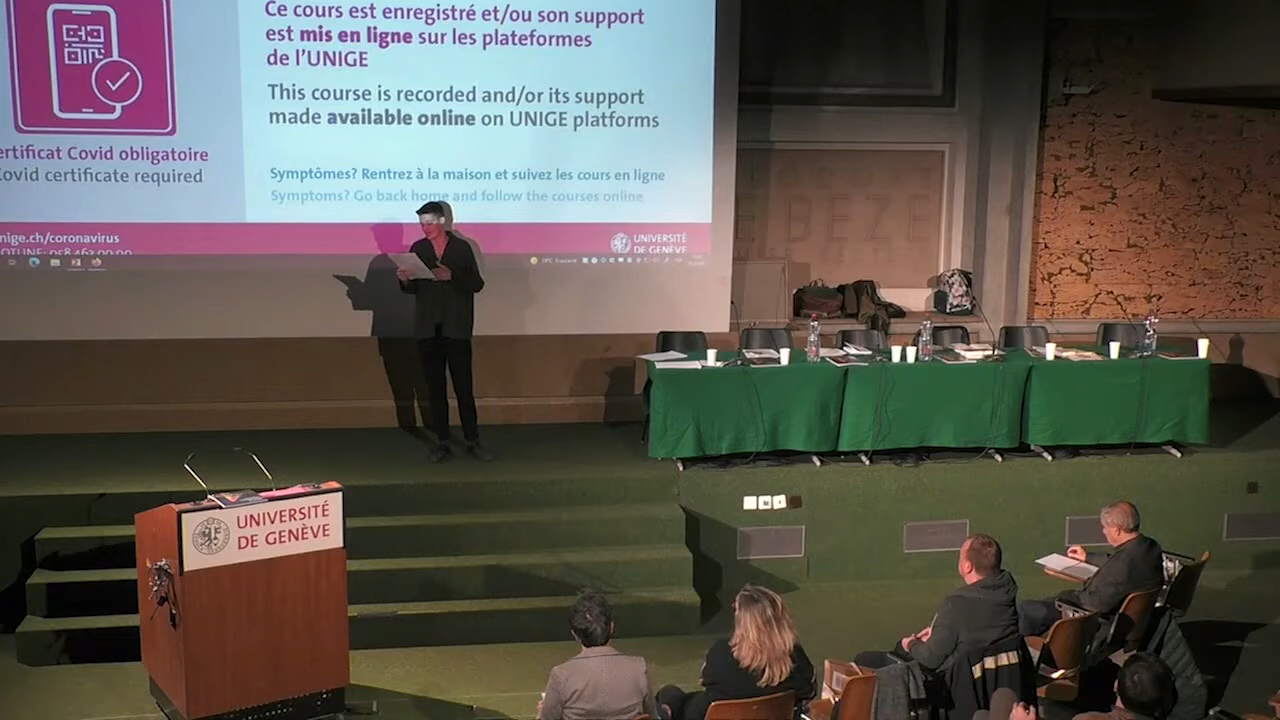 Ce cours est enregistré et/ou son support
est mis en ligne sur les plateformes
de l'UNIGE
This course is recorded and/or its support
made available online on UNIGE platforms
ertificat Covid obligatoire
ovid certificate required
Symptômes? Rentrez à la maison et suivez les cours en ligne
Symptoms? Go back home and follow the courses online
nige.ch/coronavirus
UNIVERSITÉ
DE GENÈVE
E BEZE
UNIVERSITÉ
DE GENÈVE